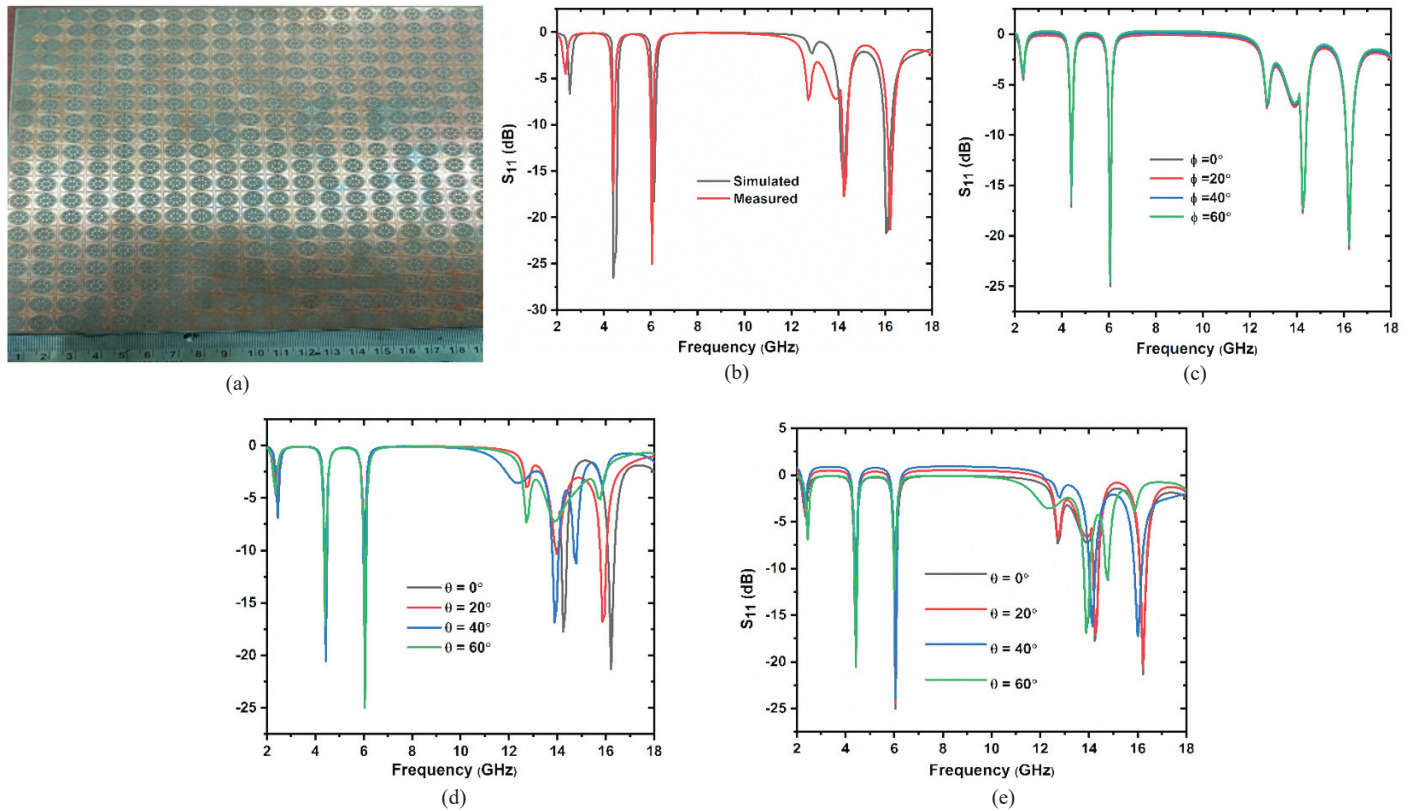 1 2 3 4 5 6 7 8 9 10 11 12 13 14 15 16 17 18
(a)
0
-5
-10
-15
-20
-25
-30
S11 (dB)
Simulated
Measured
2 4 6 8 10 12 14 16 18
Frequency (GHz)
(b)
0
-5
-10
-15
-20
-25
S11 (dB)
ϕ =0°
ϕ =20°
ϕ =40°
ϕ =60°
2 4 6 8 10 12 14 16 18
Frequency (GHz)
(c)
0
-5
-10
-15
-20
-25
θ = 0°
θ = 20°
θ = 40°
θ = 60°
2 4 6 8 10 12 14 16 18
Frequency (GHz)
(d)
5
0
-5
-10
-15
-20
-25
S11 (dB)
θ = 0°
θ = 20°
θ = 40°
θ = 60°
2 4 6 8 10 12 14 16 18
Frequency (GHz)
(e)